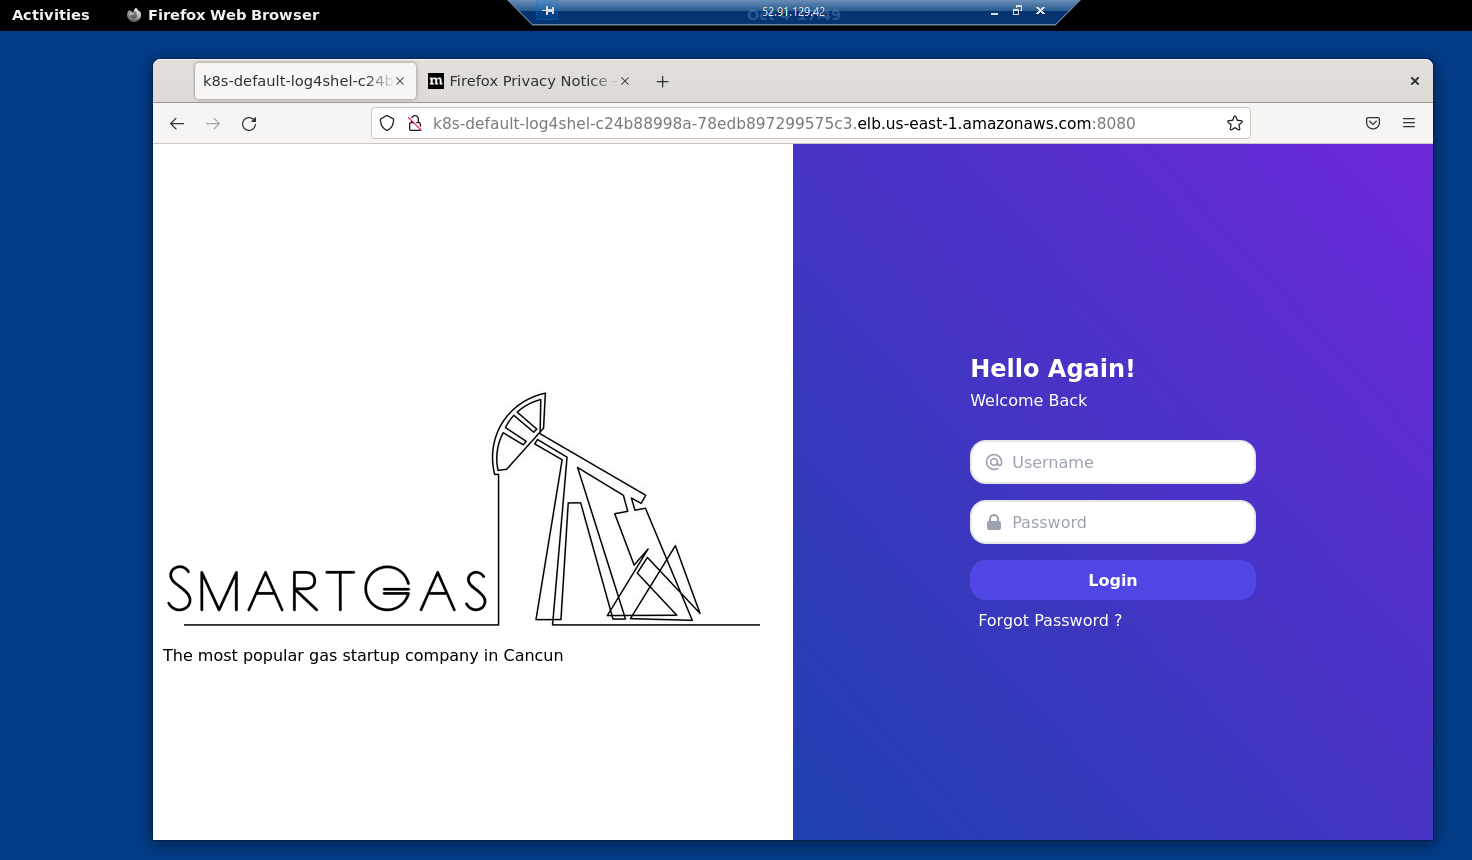 Activities
Firefox Web Browser
52.91.129.42
k8s-default-log4shel-c24b
Firefox Privacy Notice
k8s-default-log4shel-c24b88998a-78edb897299575c3.elb.us-east-1.amazonaws.com:8080
SMARTGAS
The most popular gas startup company in Cancun
Hello Again!
Welcome Back
Username
Password
Login
Forgot Password ?